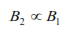 B₂ ∝ B₁